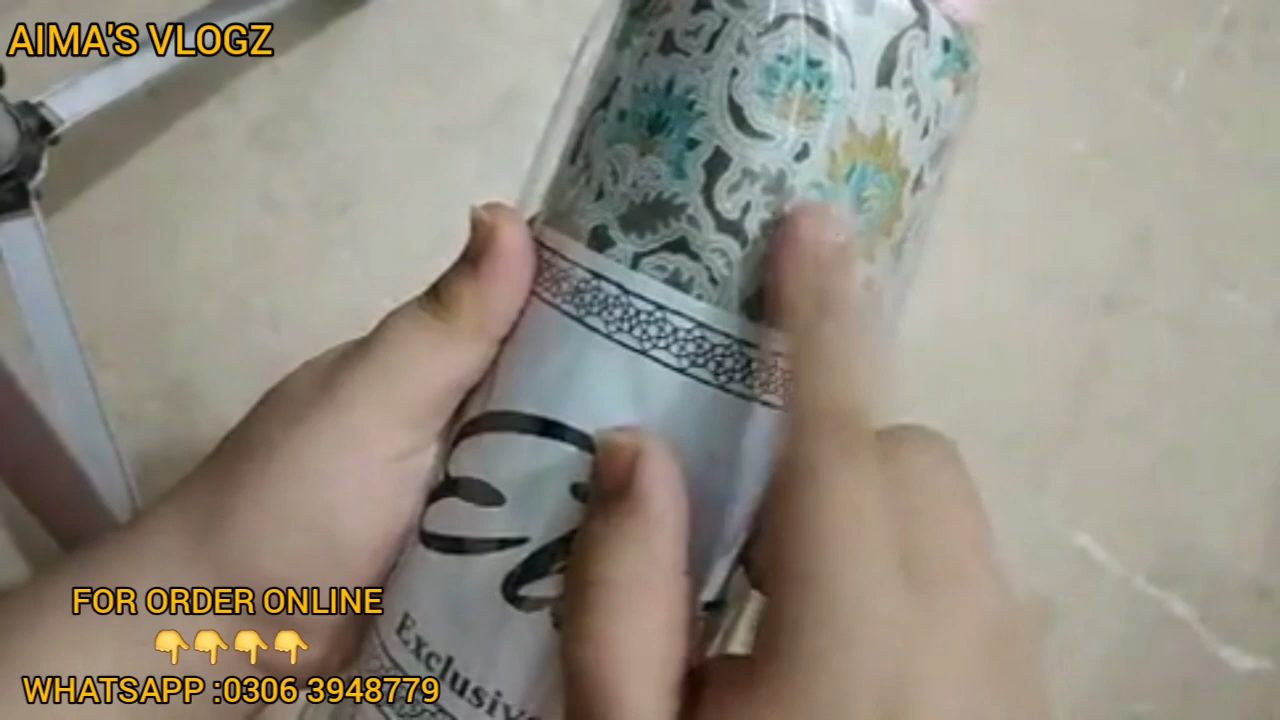 AIMA'S VLOGZ
Exclusive
FOR ORDER ONLINE
👇👇👇👇
WHATSAPP :0306 3948779